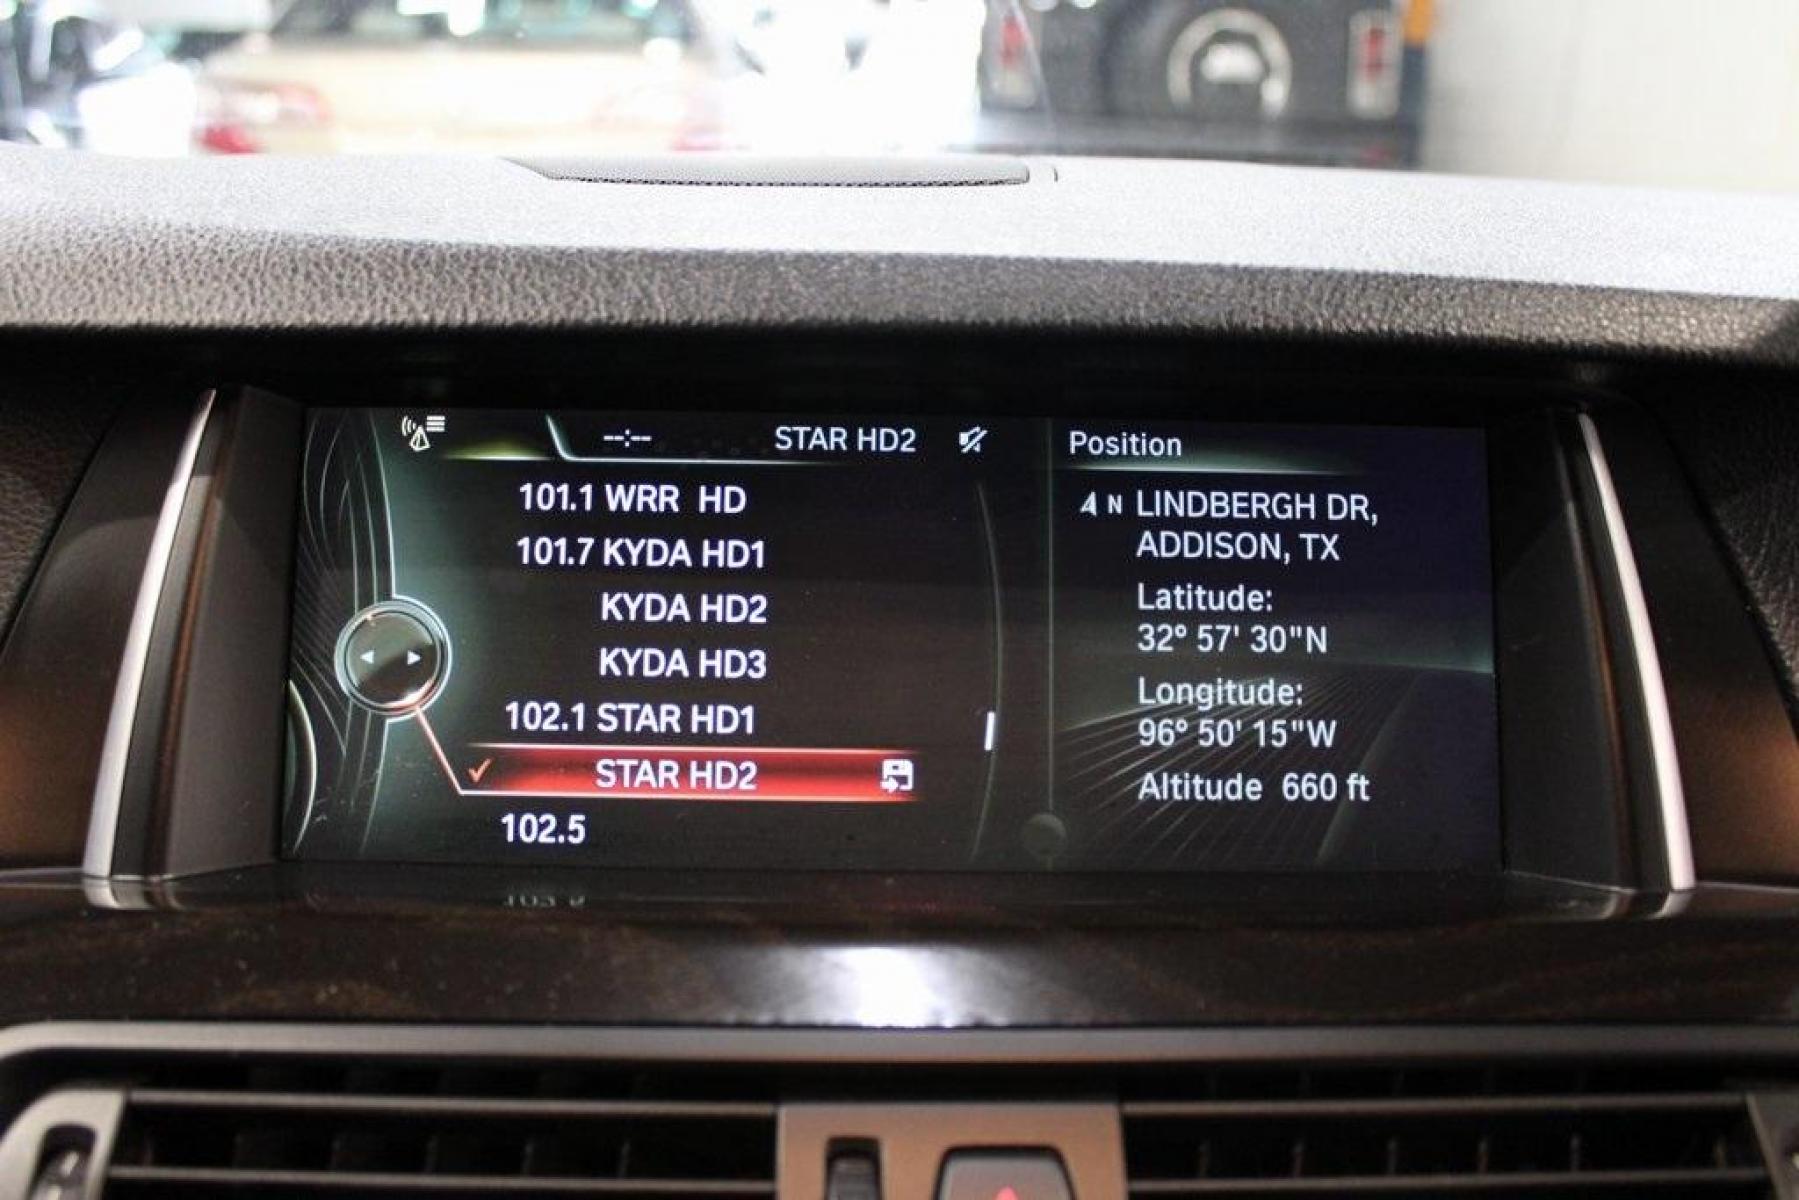 --:-- STAR HD2
101.1 WRR HD
101.7 KYDA HD1
KYDA HD2
KYDA HD3
102.1 STAR HD1
STAR HD2
102.5
Position
N LINDBERGH DR,
ADDISON, TX
Latitude:
32° 57' 30"N
Longitude:
96° 50' 15"W
Altitude 660 ft